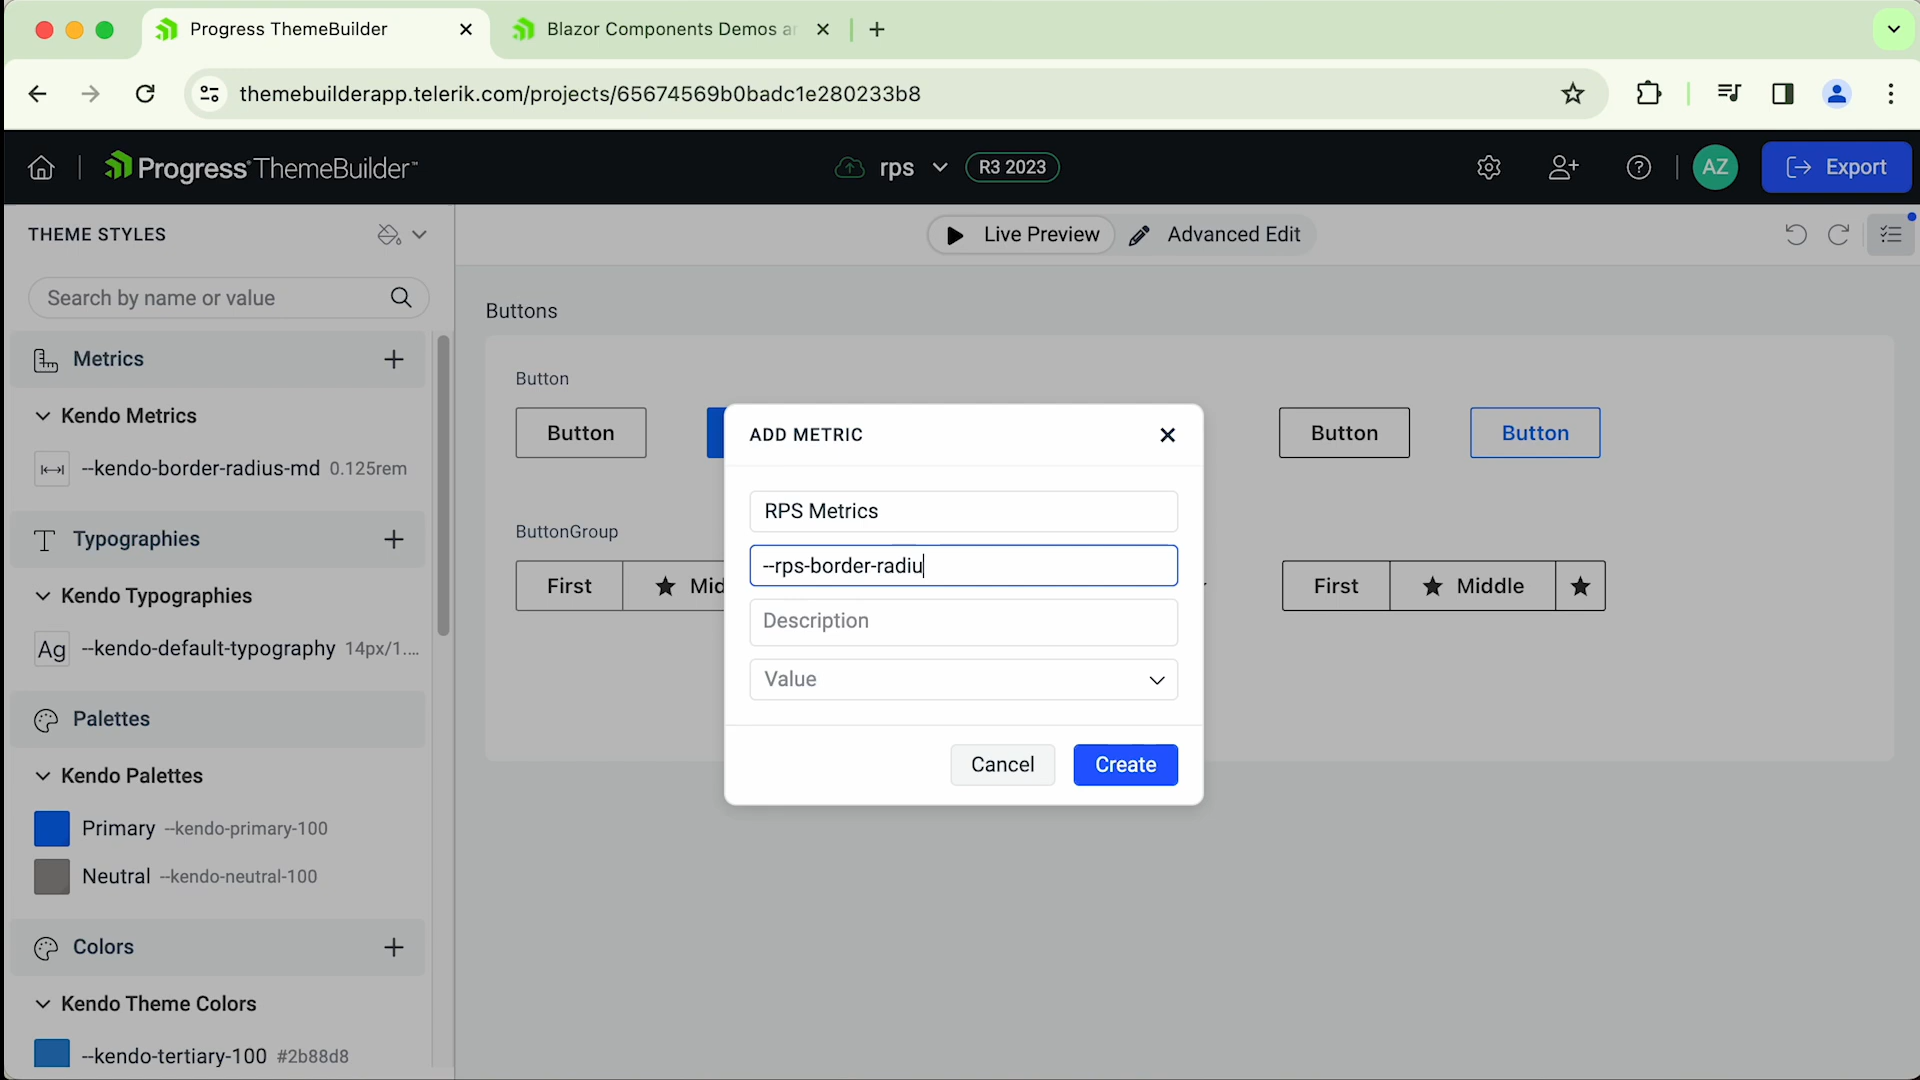 Progress ThemeBuilder
Blazor Components Demos ar
themebuilderapp.telerik.com/projects/65674569b0badc1e280233b8
Progress ThemeBuilder™
rps
R3 2023
AZ
Export
THEME STYLES
Live Preview
Advanced Edit
Search by name or value
Buttons
Metrics
Button
Kendo Metrics
Button
Button
Button
ADD METRIC
--kendo-border-radius-md 0.125rem
RPS Metrics
Typographies
ButtonGroup
--rps-border-radiu
First
Mid
First
Middle
Kendo Typographies
Description
--kendo-default-typography 14px/1....
Ag
Value
Palettes
Cancel
Create
Kendo Palettes
Primary --kendo-primary-100
Neutral --kendo-neutral-100
Colors
Kendo Theme Colors
--kendo-tertiary-100 #2b88d8